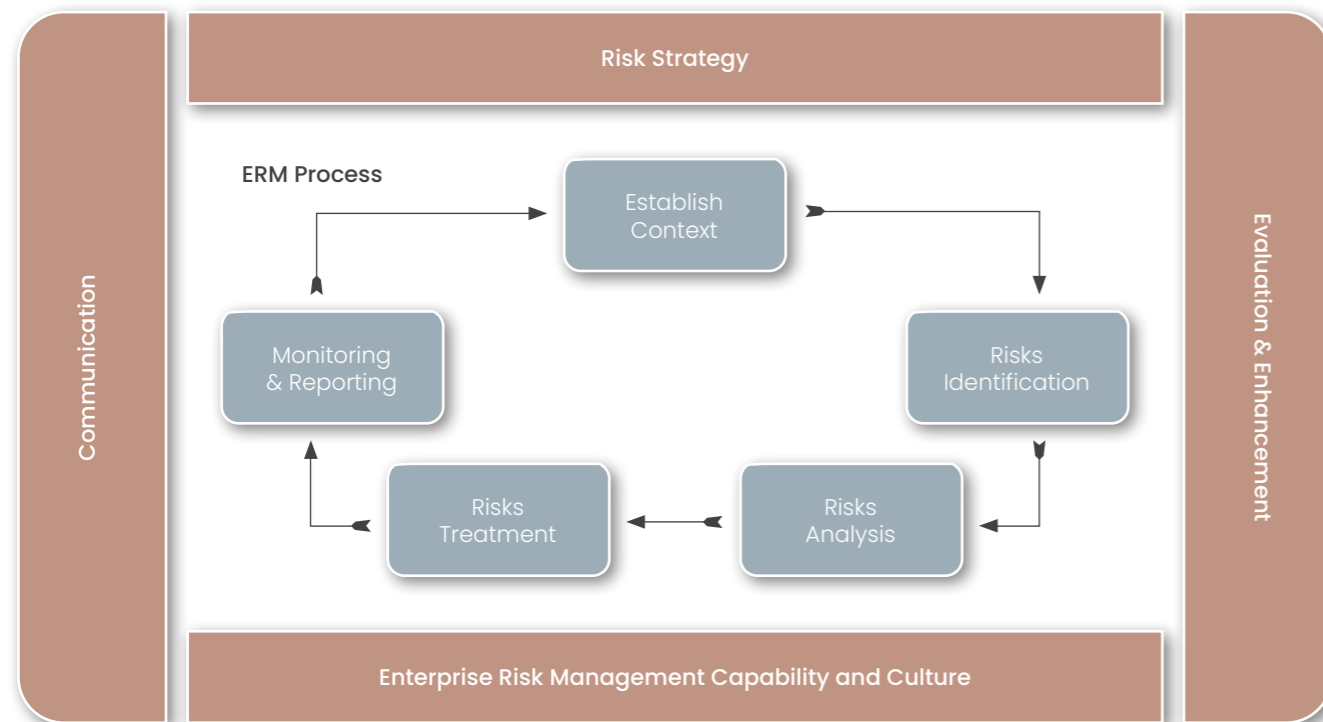 Risk Strategy
ERM Process
Establish
Context
Communication
Monitoring
& Reporting
Risks
Identification
Evaluation & Enhancement
Risks
Treatment
Risks
Analysis
Enterprise Risk Management Capability and Culture